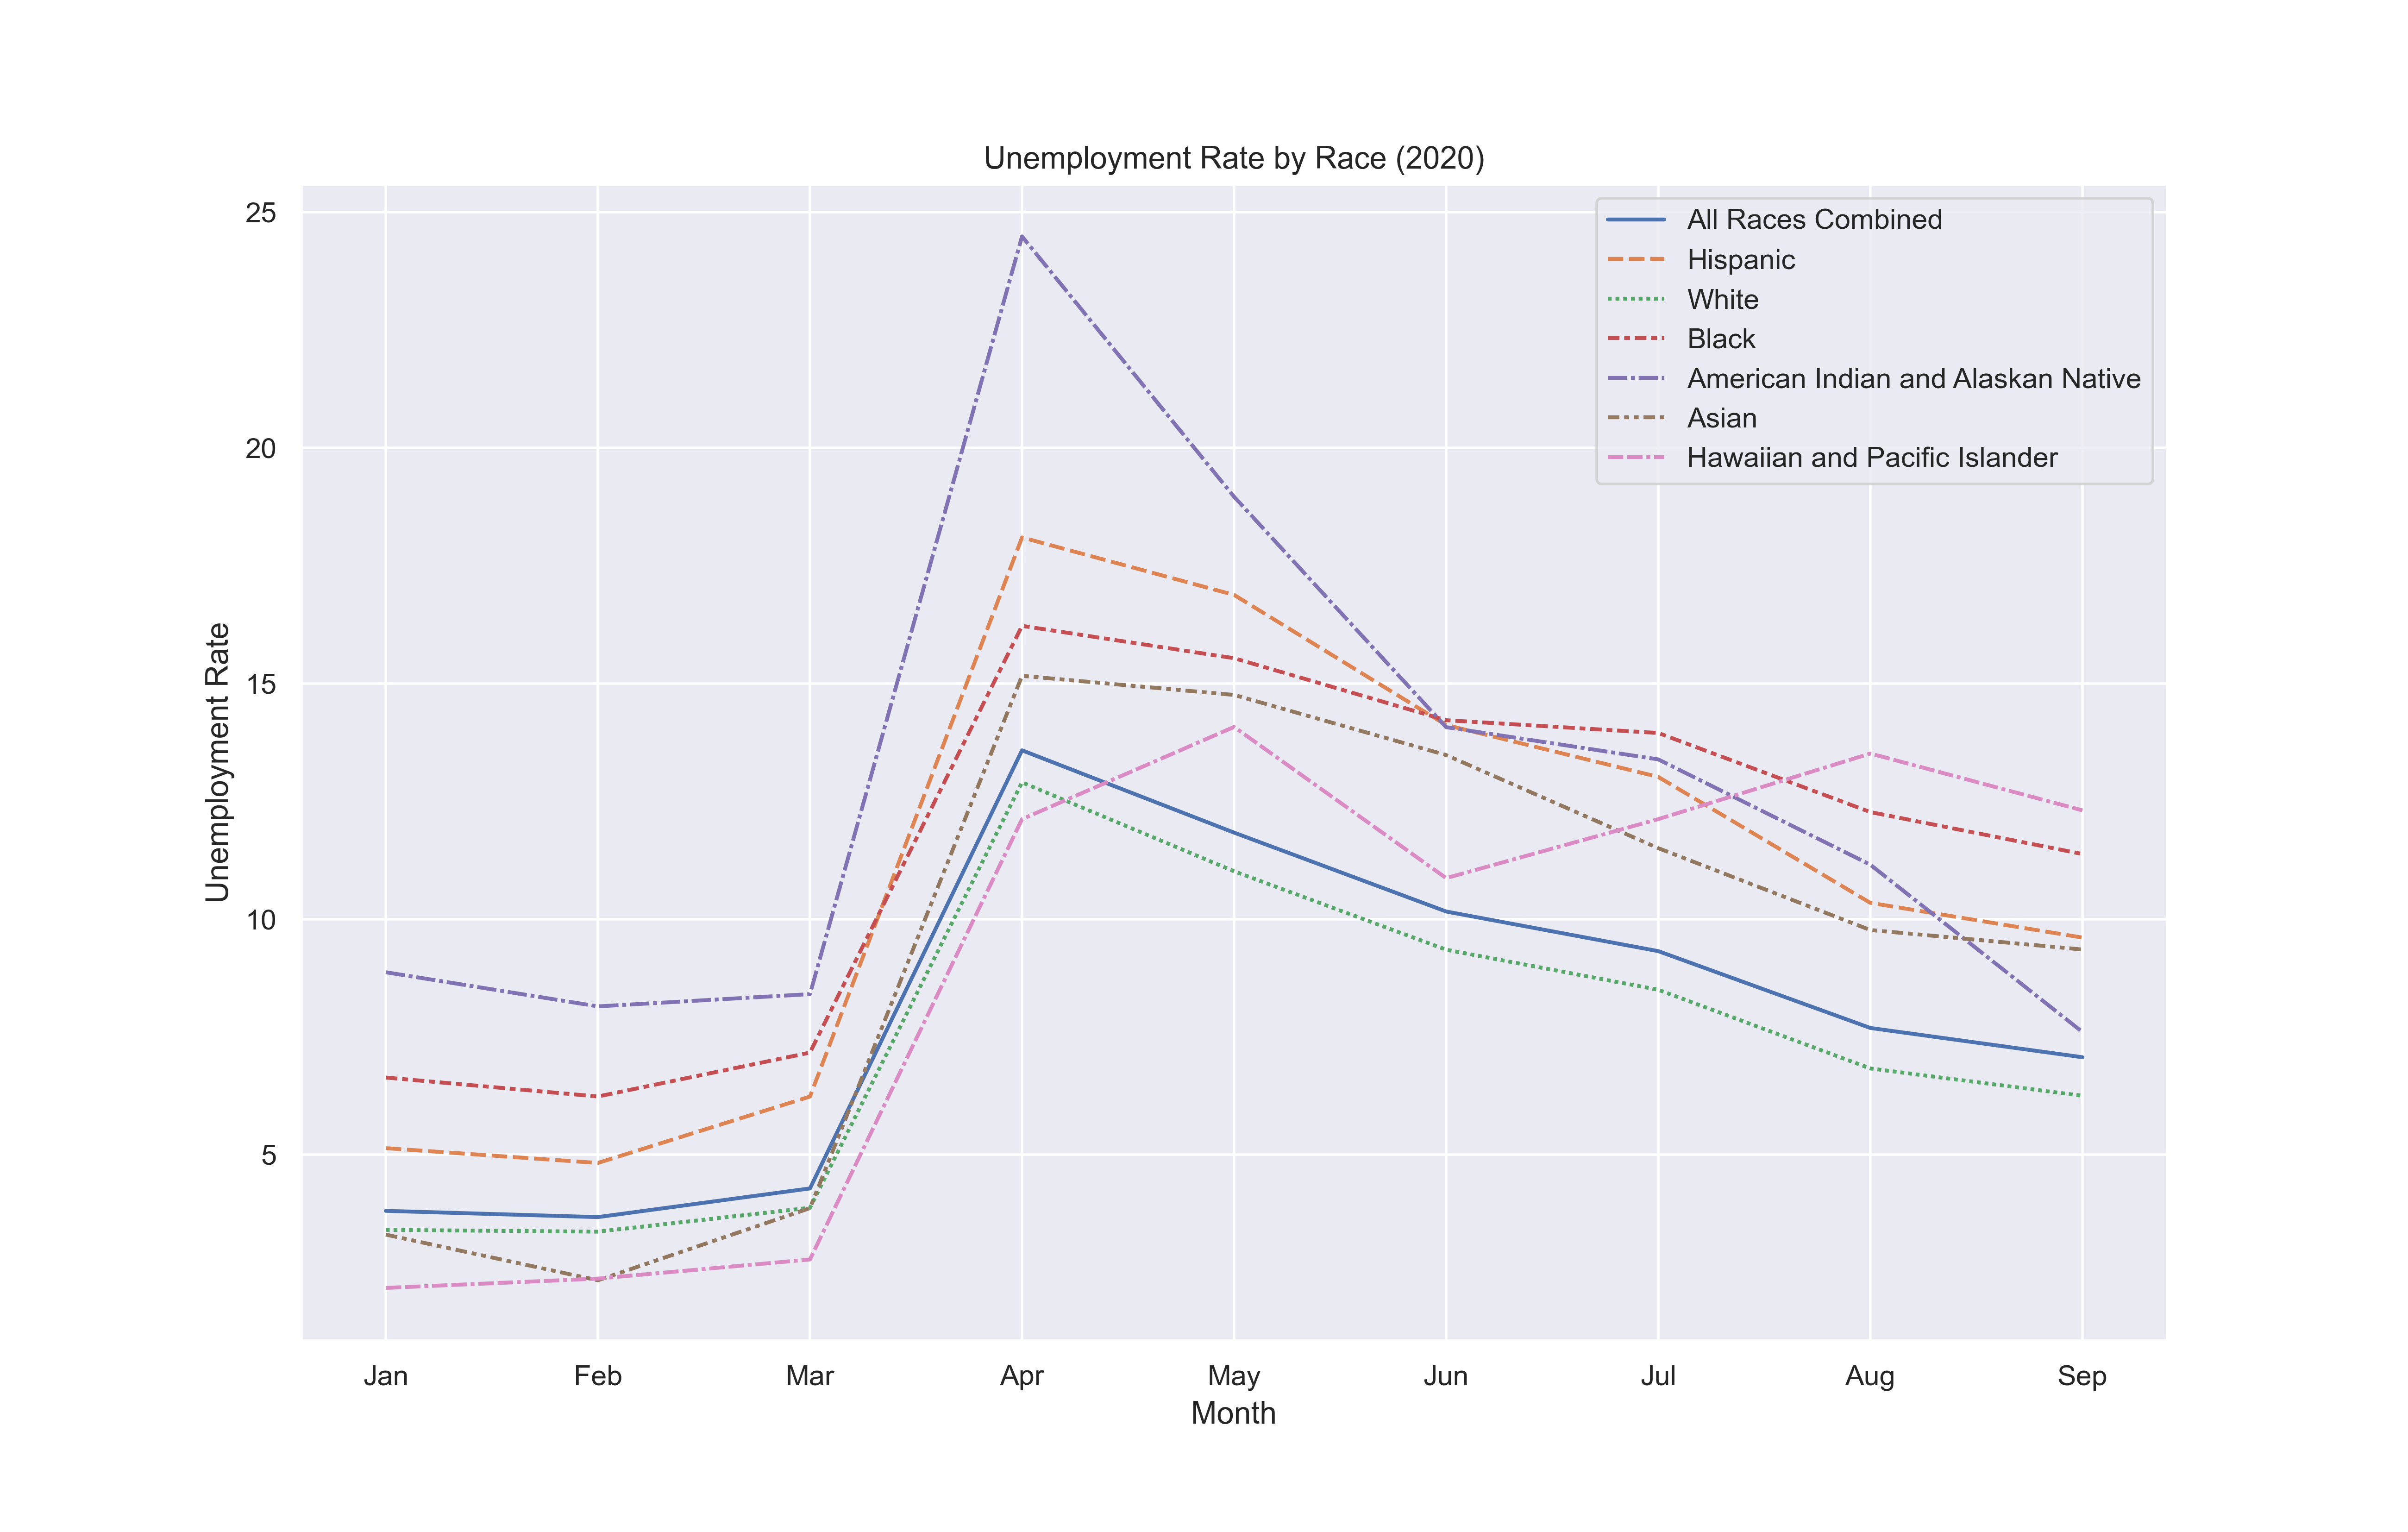 Unemployment Rate by Race (2020)
25
20
15
10
5
Unemployment Rate
All Races Combined
Hispanic
White
Black
American Indian and Alaskan Native
Asian
Hawaiian and Pacific Islander
Jan Feb Mar Apr May Jun Jul Aug Sep
Month